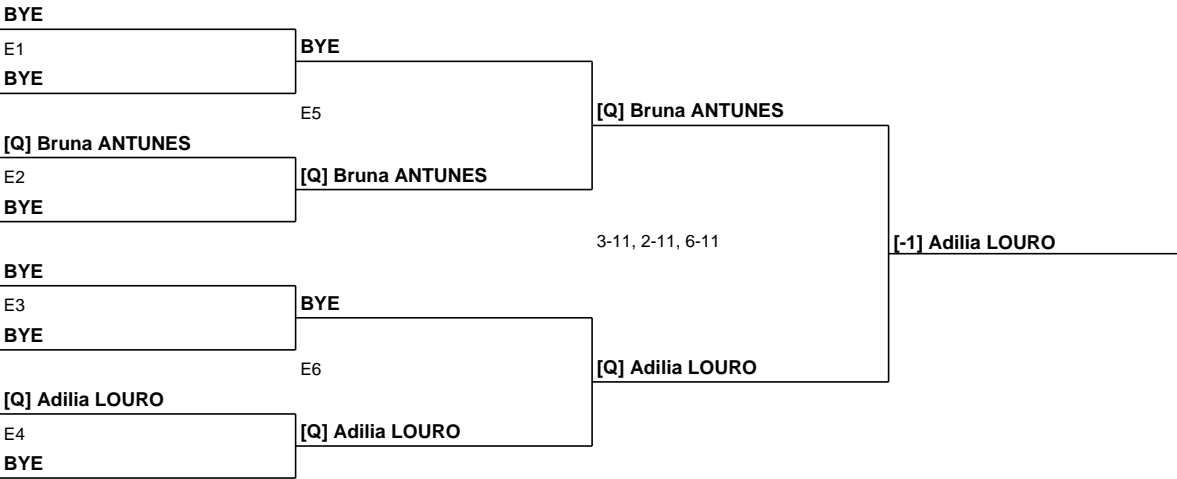 BYE
E1
BYE
BYE
E5
[Q] Bruna ANTUNES
[Q] Bruna ANTUNES
E2
[Q] Bruna ANTUNES
BYE
3-11, 2-11, 6-11
[-1] Adilia LOURO
BYE
E3
BYE
BYE
E6
[Q] Adilia LOURO
[Q] Adilia LOURO
E4
[Q] Adilia LOURO
BYE